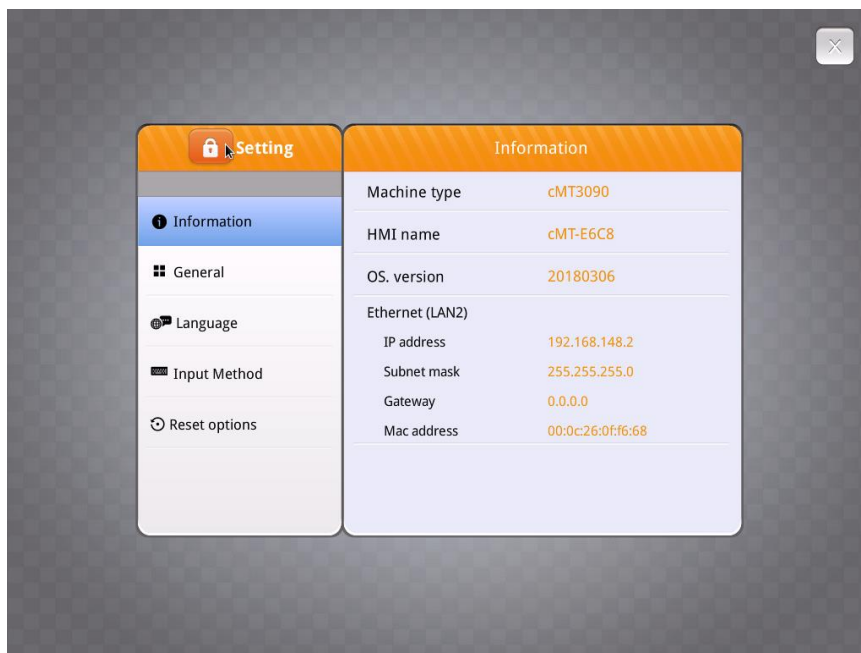 X
Setting
Information
General
Language
Input Method
Reset options
Information
Machine type cMT3090
HMI name cMT-E6C8
OS. version 20180306
Ethernet (LAN2)
IP address 192.168.148.2
Subnet mask 255.255.255.0
Gateway 0.0.0.0
Mac address 00:0c:26:0f:f6:68